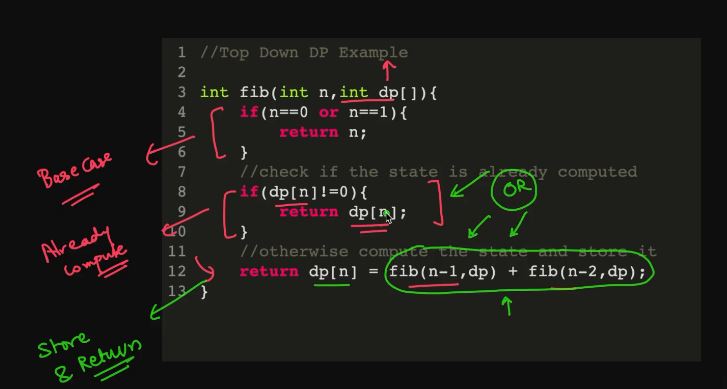 1 //Top Down DP Example
2
3 int fib(int n,int dp[]){
4 if(n==0 or n==1){
5 return n;
6 }
7 //check if the state is already computed
8 if(dp[n]!=0){
9 return dp[n];
10 }
11 //otherwise compute the state and store it
12 return dp[n] = fib(n-1,dp) + fib(n-2,dp);
13 }
Base Case
Already
compute
Store
& Return
OR